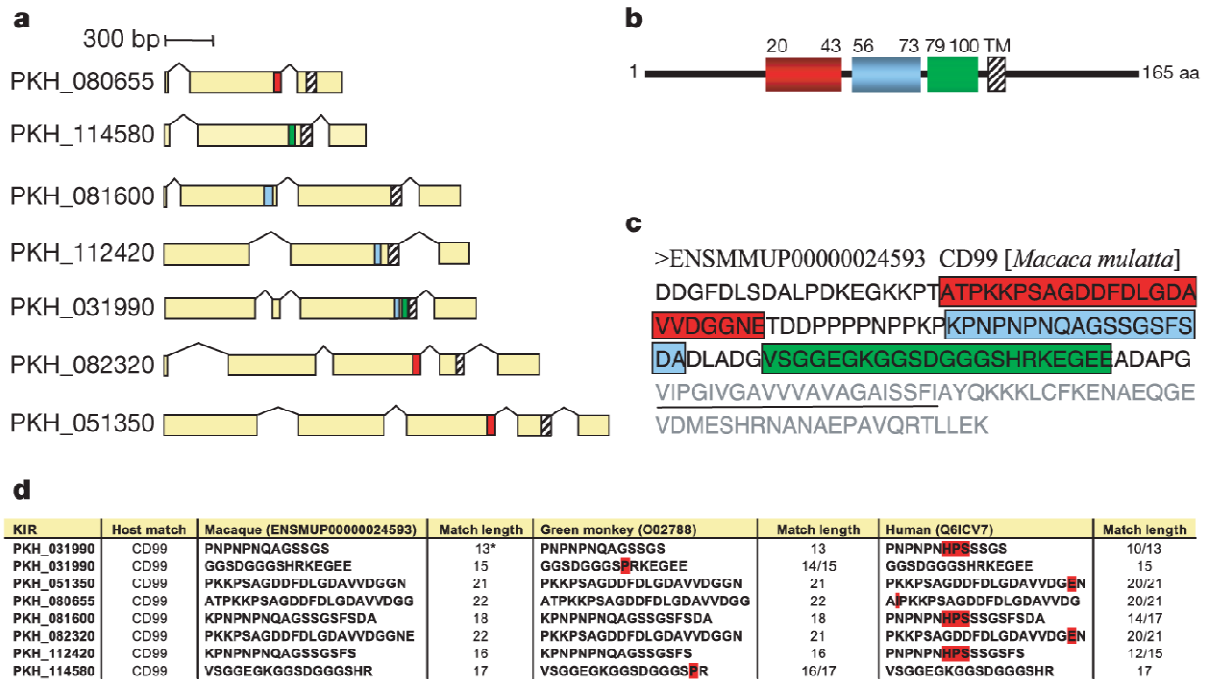 a
300 bp
PKH_080655
PKH_114580
PKH_081600
PKH_112420
PKH_031990
PKH_082320
PKH_051350
b
20 43 56 73 79 100 TM
1 165 aa
c
>ENSMMUP00000024593 CD99 [Macaca mulatta]
DDGFDLSDALPDKEGKKPTATPKKPSAGDDFDLGDA
VVDGGNETDDPPPPNPPKPKPNPNPNQAGSSGSFS
DADLADGVSGGEGKGGSDGGGSHRKEGEEADAPG
VIPGIVGAVVVAVAGAISSFIAYQKKKLCFKENAEQGE
VDMESHRNANAEPAVQRTLLEK
d
KIR Host match Macaque (ENSMUP00000024593) Match length Green monkey (O02788) Match length Human (Q6ICV7) Match length
PKH_031990 CD99 PNPNPNQAGSSGS 13* PNPNPNQAGSSGS 13 PNPNPNHPSSSGS 10/13
PKH_031990 CD99 GGSDGGGSHRKEGEE 15 GGSDGGGSPRKEGEE 14/15 GGSDGGGSHRKEGEE 15
PKH_051350 CD99 PKKPSAGDDFDLGDAVVDGGN 21 PKKPSAGDDFDLGDAVVDGGN 21 PKKPSAGDDFDLGDAVVDGEN 20/21
PKH_080655 CD99 ATPKKPSAGDDFDLGDAVVDGG 22 ATPKKPSAGDDFDLGDAVVDGG 22 AIPKKPSAGDDFDLGDAVVDG 20/21
PKH_081600 CD99 KPNPNPNQAGSSGSFSDA 18 KPNPNPNQAGSSGSFSDA 18 PNPNPNHPSSSGSFSDA 14/17
PKH_082320 CD99 PKKPSAGDDFDLGDAVVDGGNE 22 PKKPSAGDDFDLGDAVVDGGN 21 PKKPSAGDDFDLGDAVVDGEN 20/21
PKH_112420 CD99 KPNPNPNQAGSSGSFS 16 KPNPNPNQAGSSGSFS 16 PNPNPNHPSSSGSFS 12/15
PKH_114580 CD99 VSGGEGKGGSDGGGSHR 17 VSGGEGKGGSDGGGSPR 16/17 VSGGEGKGGSDGGGSHR 17